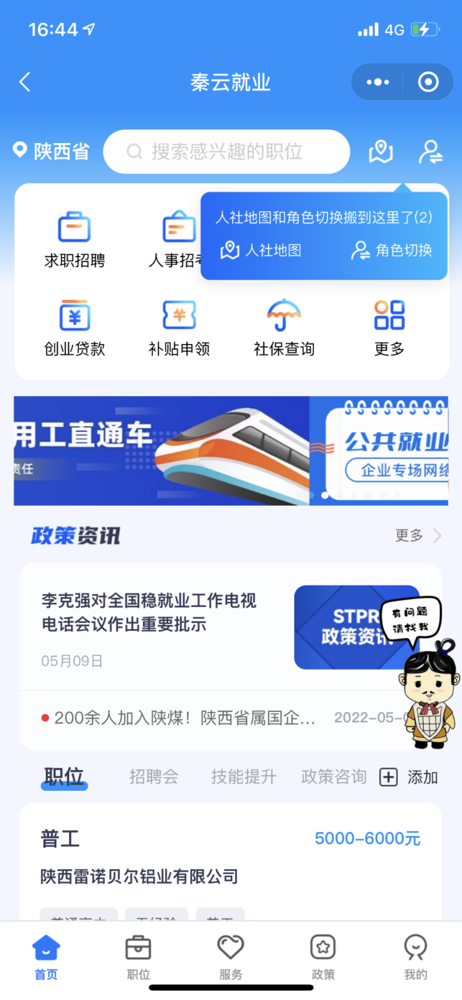 16:44
4G
秦云就业
陕西省
搜索感兴趣的职位
人社地图和角色切换搬到这里了(2)
人社地图
角色切换
求职招聘
人事招考
创业贷款
补贴申领
社保查询
更多
用工直通车
责任
公共就业
企业专场网络
政策资讯
更多
李克强对全国稳就业工作电视
电话会议作出重要批示
05月09日
STPR
政策资讯
有问题
请找我
200余人加入陕煤！陕西省属国企...
2022-05-0
职位
招聘会
技能提升
政策咨询
添加
普工
5000-6000元
陕西雷诺贝尔铝业有限公司
首页
职位
服务
政策
我的